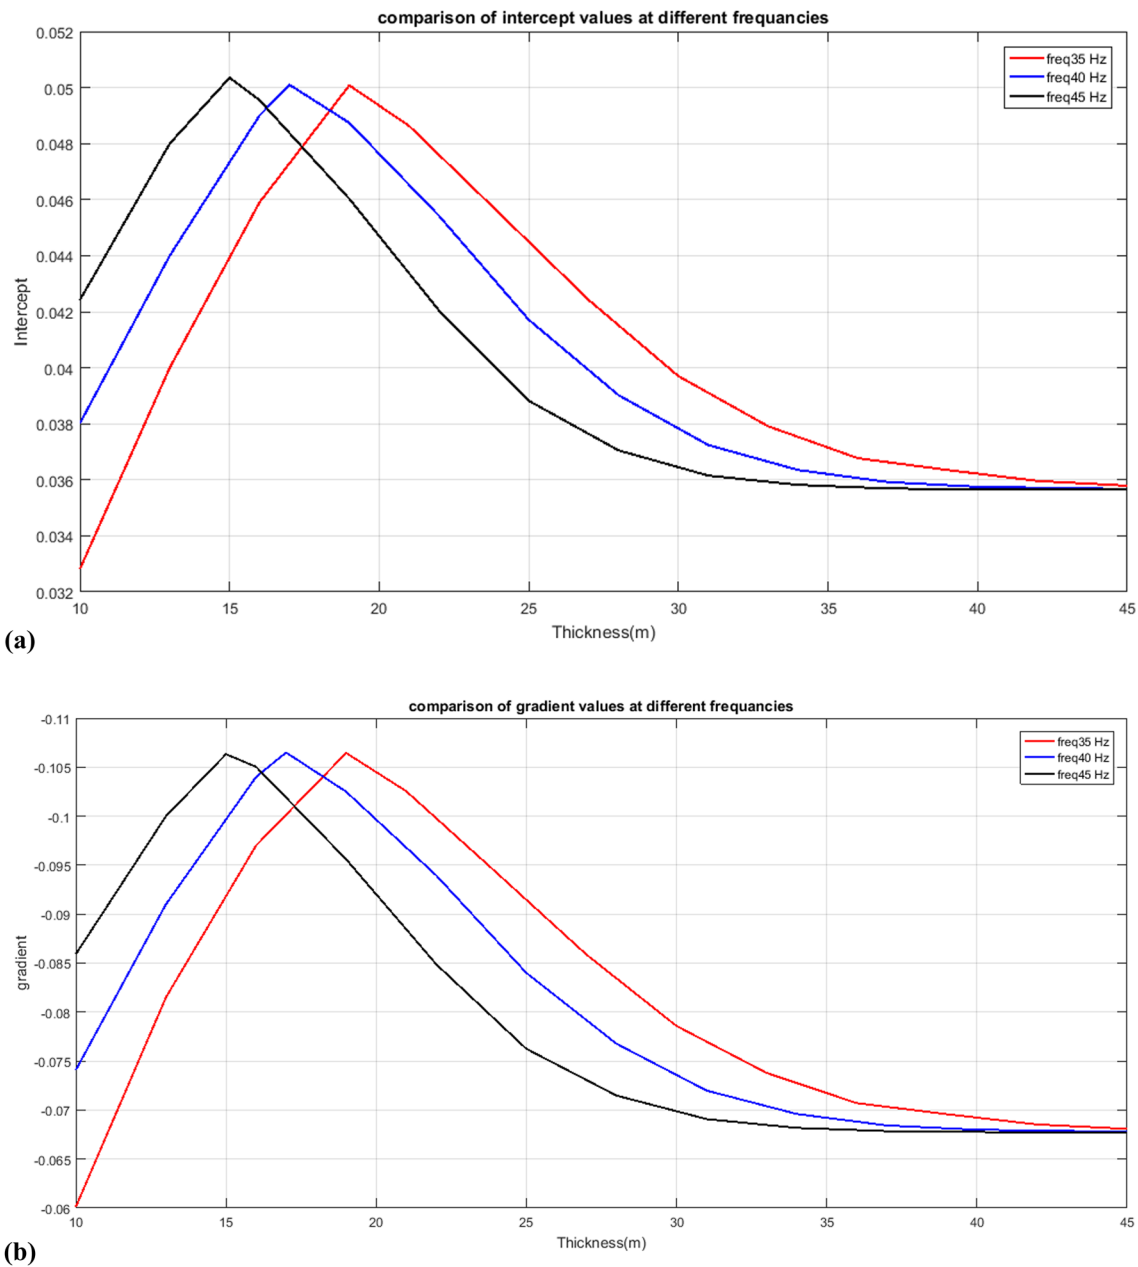 comparison of intercept values at different frequancies
0.052
0.05
0.048
0.046
0.044
0.042
0.04
0.038
0.036
0.034
0.032
Intercept
freq35 Hz
freq40 Hz
freq45 Hz
10 15 20 25 30 35 40 45
Thickness(m)
(a)
comparison of gradient values at different frequancies
-0.11
-0.105
-0.1
-0.095
-0.09
-0.085
-0.08
-0.075
-0.07
-0.065
-0.06
gradient
freq35 Hz
freq40 Hz
freq45 Hz
10 15 20 25 30 35 40 45
Thickness(m)
(b)